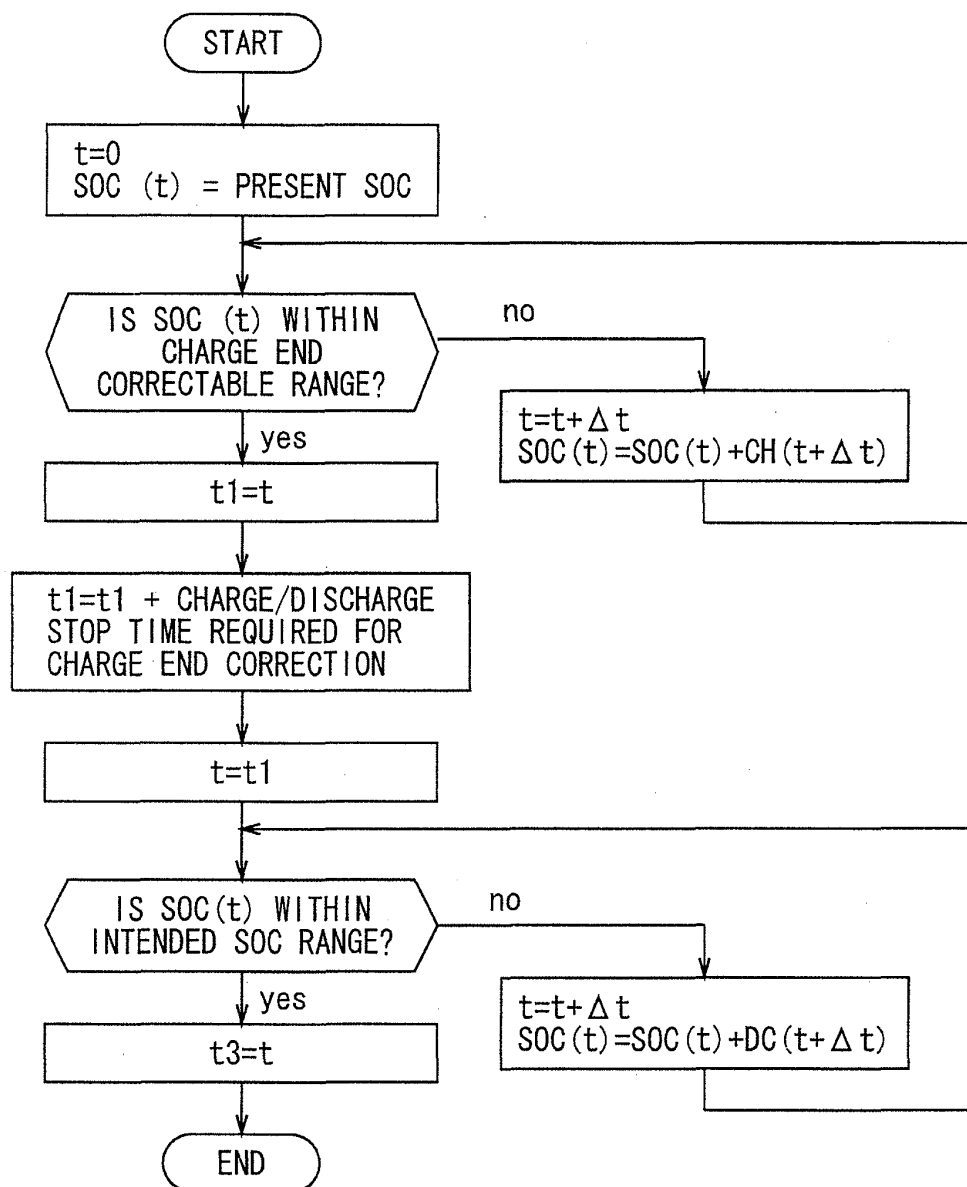 START
t=0
SOC (t) = PRESENT SOC
IS SOC (t) WITHIN
CHARGE END
CORRECTABLE RANGE?
no
t=t+Δt
SOC(t)=SOC(t)+CH(t+Δt)
yes
t1=t
t1=t1 + CHARGE/DISCHARGE
STOP TIME REQUIRED FOR
CHARGE END CORRECTION
t=t1
IS SOC(t) WITHIN
INTENDED SOC RANGE?
no
t=t+Δt
SOC(t)=SOC(t)+DC(t+Δt)
yes
t3=t
END